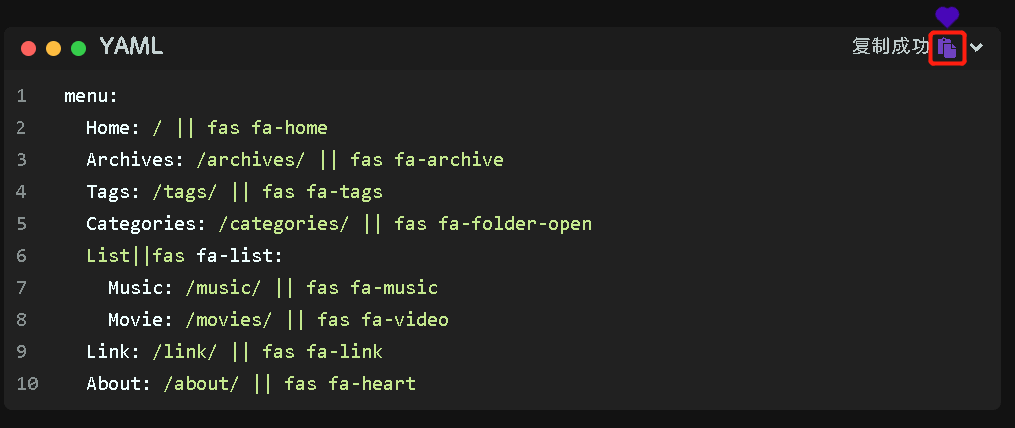 YAML 复制成功
1 menu:
2 Home: / || fas fa-home
3 Archives: /archives/ || fas fa-archive
4 Tags: /tags/ || fas fa-tags
5 Categories: /categories/ || fas fa-folder-open
6 List||fas fa-list:
7 Music: /music/ || fas fa-music
8 Movie: /movies/ || fas fa-video
9 Link: /link/ || fas fa-link
10 About: /about/ || fas fa-heart